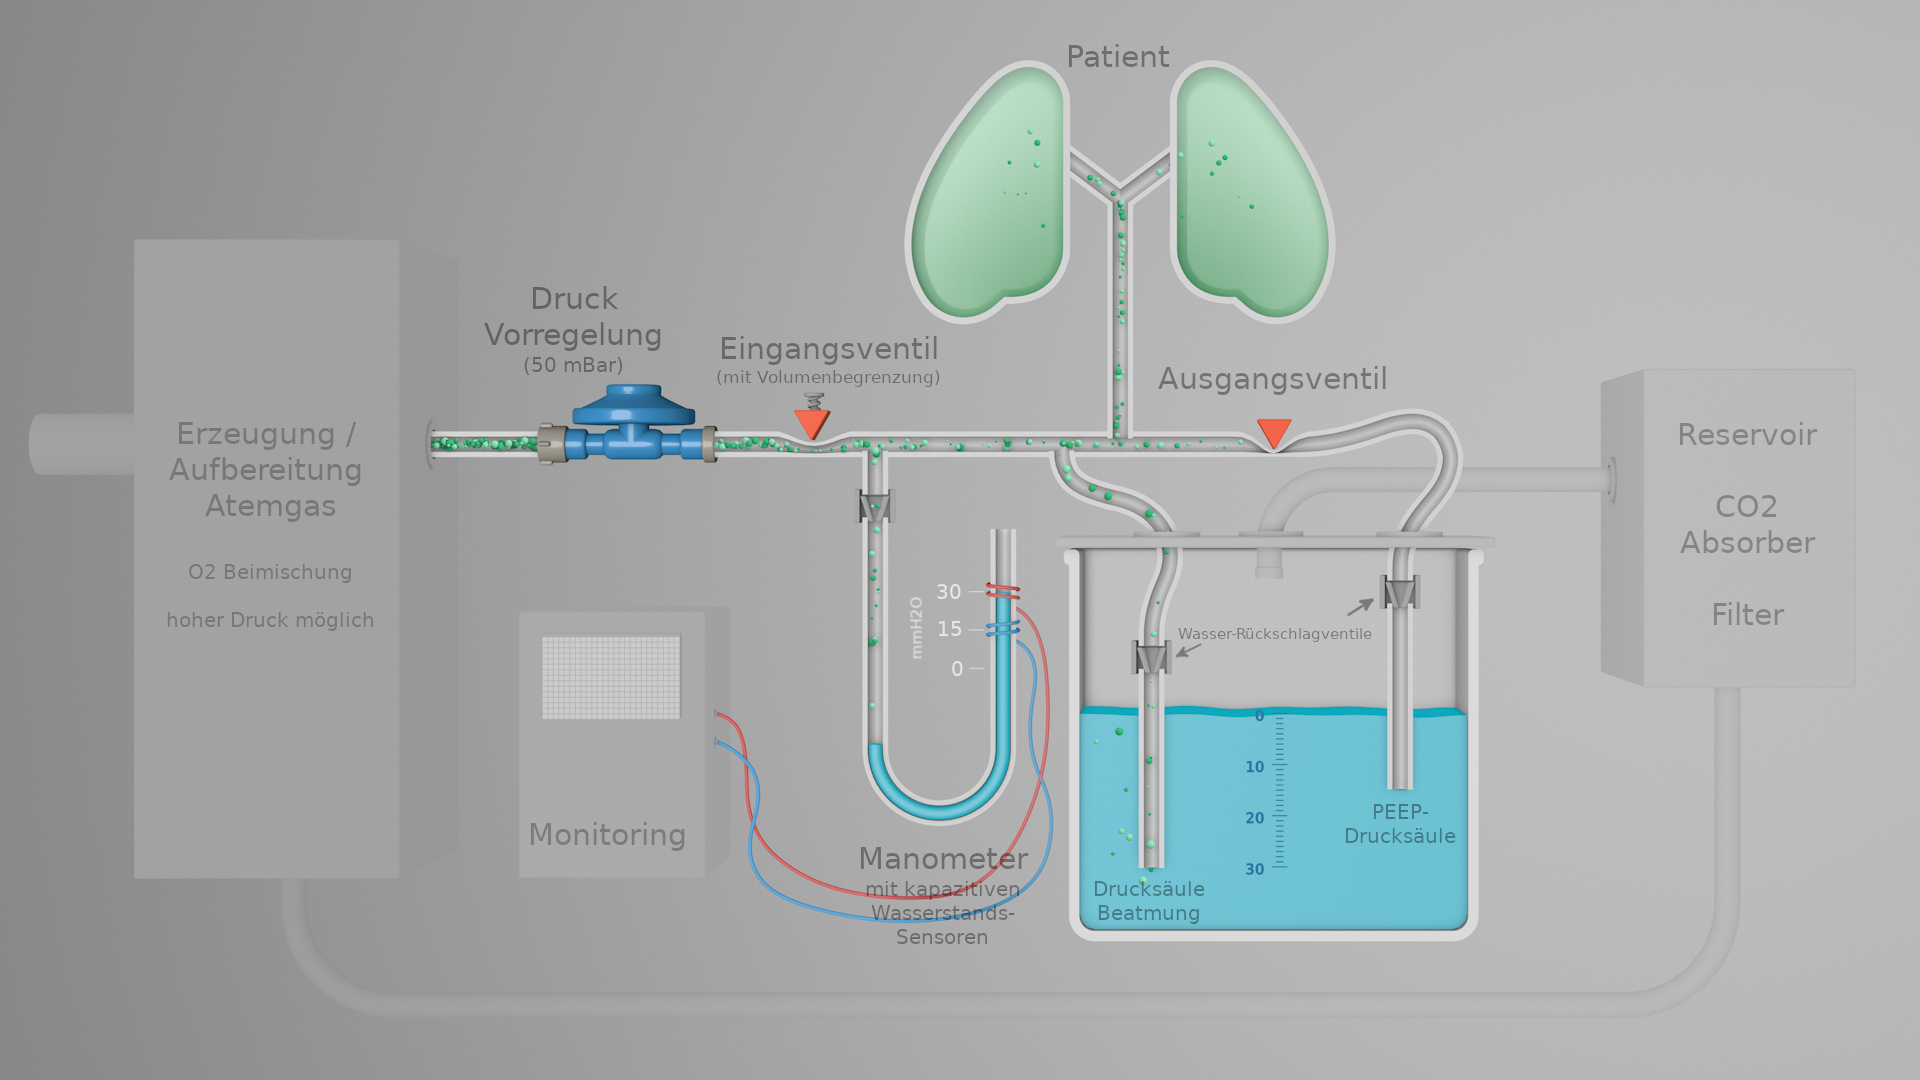 Patient
Druck
Vorregelung
(50 mBar)
Eingangsventil
(mit Volumenbegrenzung)
Ausgangsventil
Erzeugung /
Aufbereitung
Atemgas
O2 Beimischung
hoher Druck möglich
Reservoir
CO2
Absorber
Filter
mmH2O
30
15
0
Wasser-Rückschlagventile
Monitoring
0
10
20
30
PEEP-
Drucksäule
Manometer
mit kapazitiven
Wasserstands-
Sensoren
Drucksäule
Beatmung